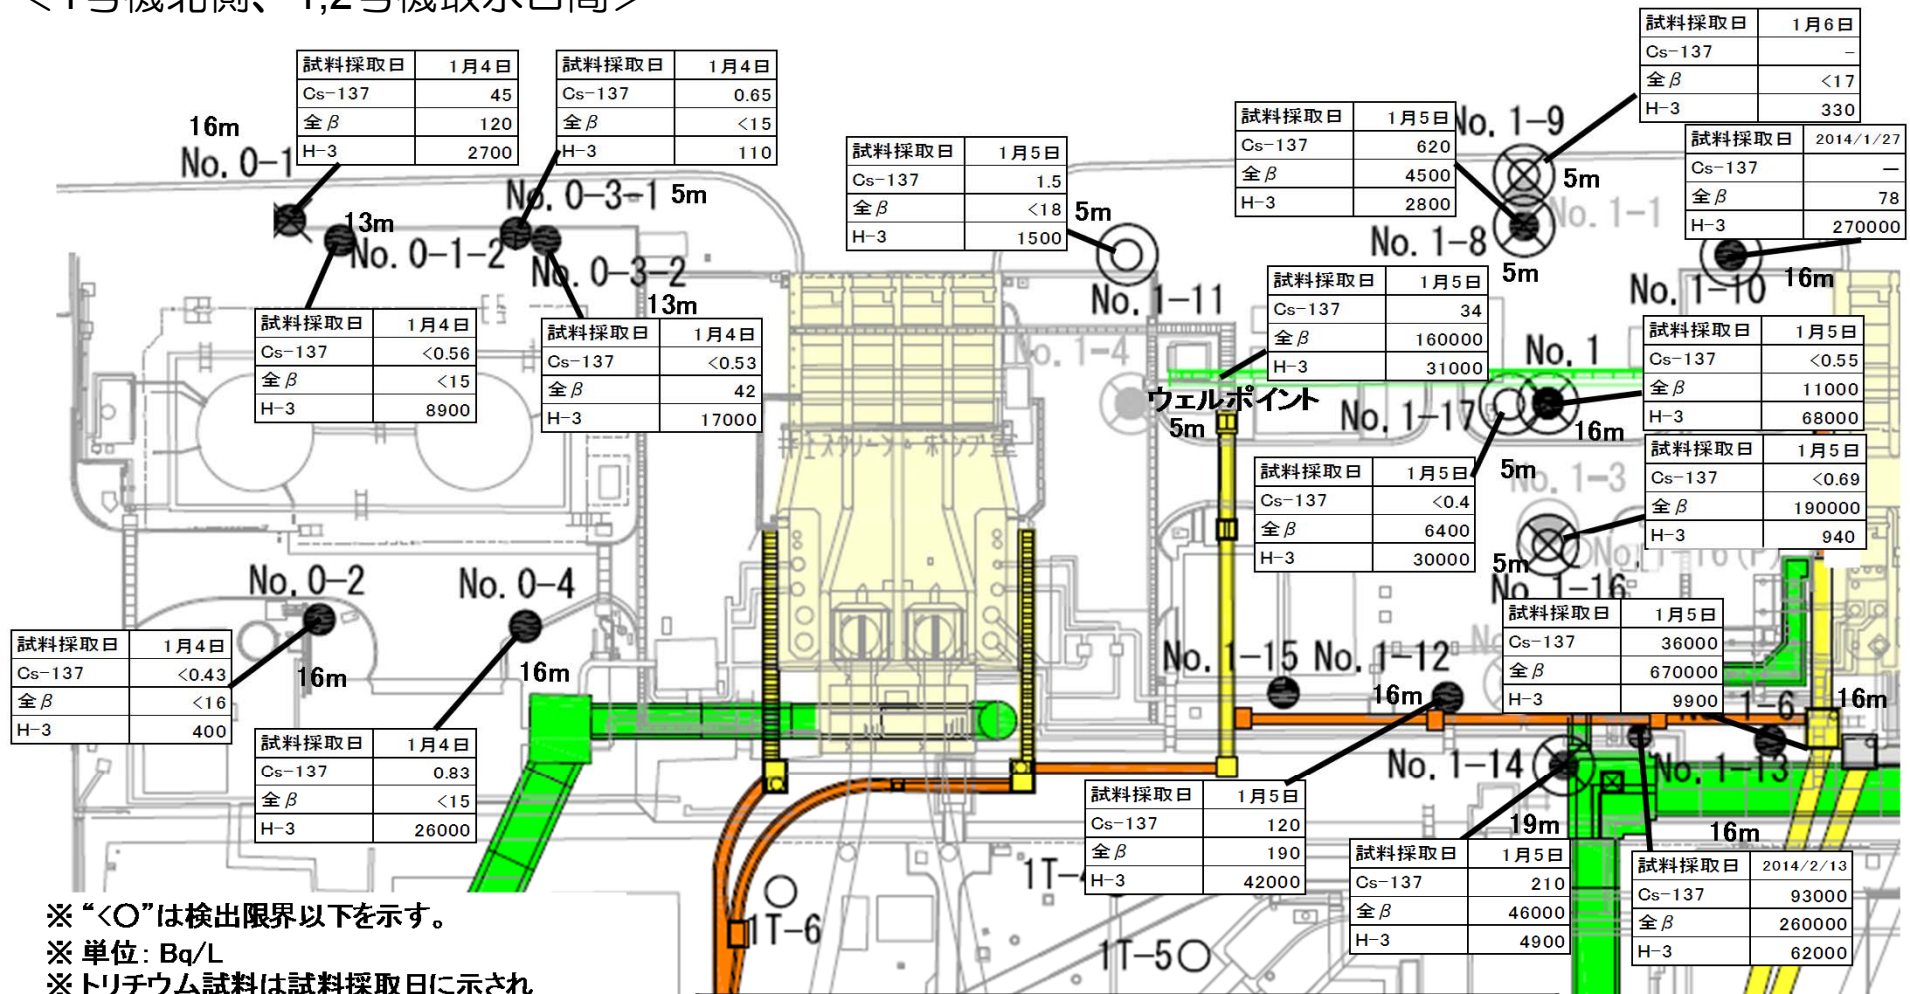 <1号機北側、1,2号機取水口間>
試料採取日 1月4日
Cs-137 45
全β 120
H-3 2700
16m
No. 0-1
試料採取日 1月4日
Cs-137 0.65
全β <15
H-3 110
No. 0-3-1 5m
13m
No. 0-1-2
No. 0-3-2
13m
試料採取日 1月4日
Cs-137 <0.56
全β <15
H-3 8900
試料採取日 1月4日
Cs-137 <0.53
全β 42
H-3 17000
試料採取日 1月5日
Cs-137 1.5
全β <18
H-3 1500
5m
No. 1-11
試料採取日 1月5日
Cs-137 620
全β 4500
H-3 2800
No. 1-8
5m
試料採取日 1月6日
Cs-137 -
全β <17
H-3 330
No. 1-9
5m
No. 1-1
試料採取日 2014/1/27
Cs-137 —
全β 78
H-3 270000
No. 1-10 16m
試料採取日 1月5日
Cs-137 34
全β 160000
H-3 31000
No. 1-4
ウェルポイント
5m
No. 1
16m
試料採取日 1月5日
Cs-137 <0.55
全β 11000
H-3 68000
No. 1-17
5m
試料採取日 1月5日
Cs-137 <0.4
全β 6400
H-3 30000
No. 1-3
試料採取日 1月5日
Cs-137 <0.69
全β 190000
H-3 940
5m
No. 1-16
スクリーン・ポンプ室
No. 0-2
16m
No. 0-4
16m
試料採取日 1月4日
Cs-137 <0.43
全β <16
H-3 400
試料採取日 1月4日
Cs-137 0.83
全β <15
H-3 26000
No. 1-15
No. 1-12
16m
試料採取日 1月5日
Cs-137 36000
全β 670000
H-3 9900
1-6
16m
試料採取日 1月5日
Cs-137 120
全β 190
H-3 42000
No. 1-14
19m
試料採取日 1月5日
Cs-137 210
全β 46000
H-3 4900
No. 1-13
16m
試料採取日 2014/2/13
Cs-137 93000
全β 260000
H-3 62000
1T-6
1T-5
※ “<○”は検出限界以下を示す。
※ 単位: Bq/L
※ トリチウム試料は試料採取日に示され